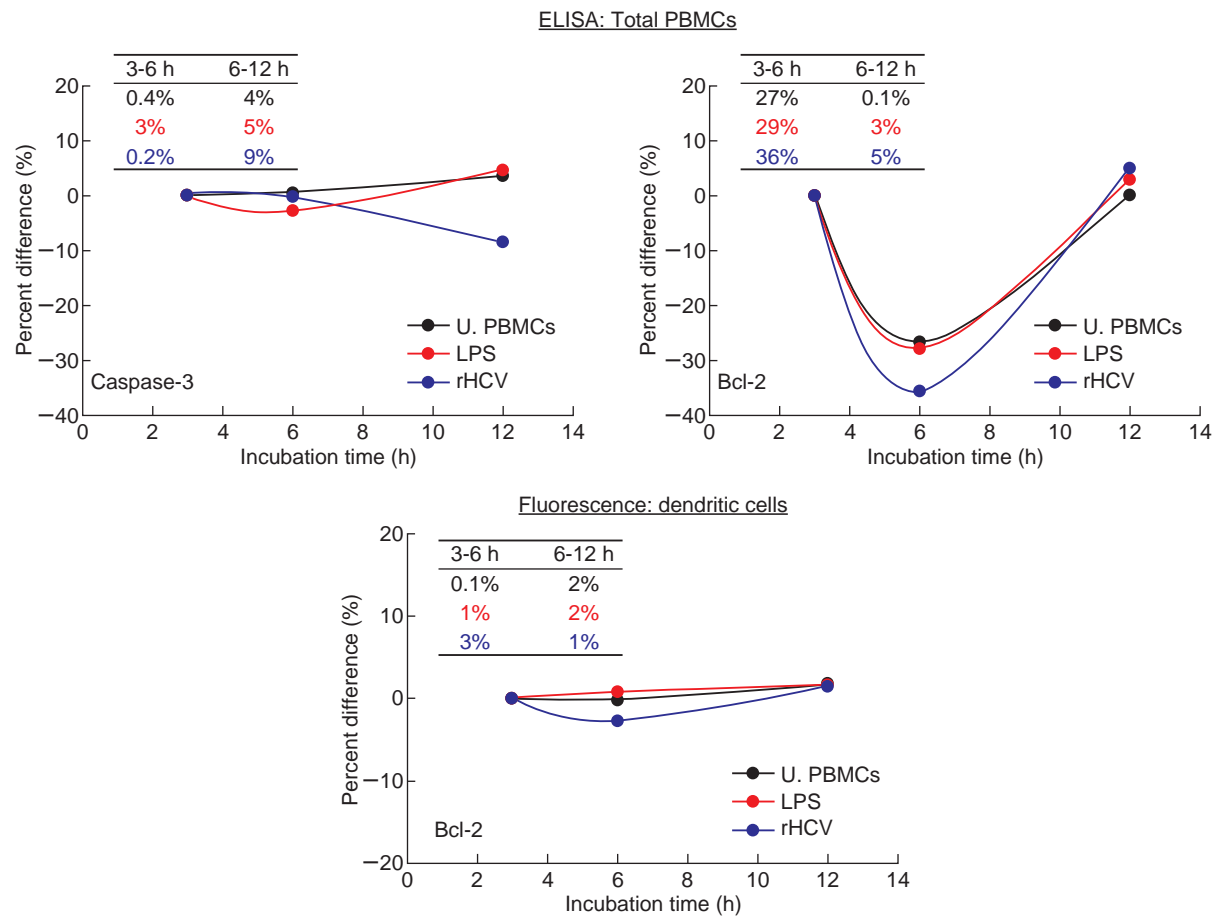 ELISA: Total PBMCs
3-6 h 6-12 h
0.4% 4%
3% 5%
0.2% 9%
20
10
0
−10
−20
−30
−40
Percent difference (%)
U. PBMCs
LPS
rHCV
Caspase-3
0 2 4 6 8 10 12 14
Incubation time (h)
3-6 h 6-12 h
27% 0.1%
29% 3%
36% 5%
20
10
0
−10
−20
−30
−40
Percent difference (%)
U. PBMCs
LPS
rHCV
Bcl-2
0 2 4 6 8 10 12 14
Incubation time (h)
Fluorescence: dendritic cells
3-6 h 6-12 h
0.1% 2%
1% 2%
3% 1%
20
10
0
−10
−20
Percent difference (%)
U. PBMCs
LPS
rHCV
Bcl-2
0 2 4 6 8 10 12 14
Incubation time (h)